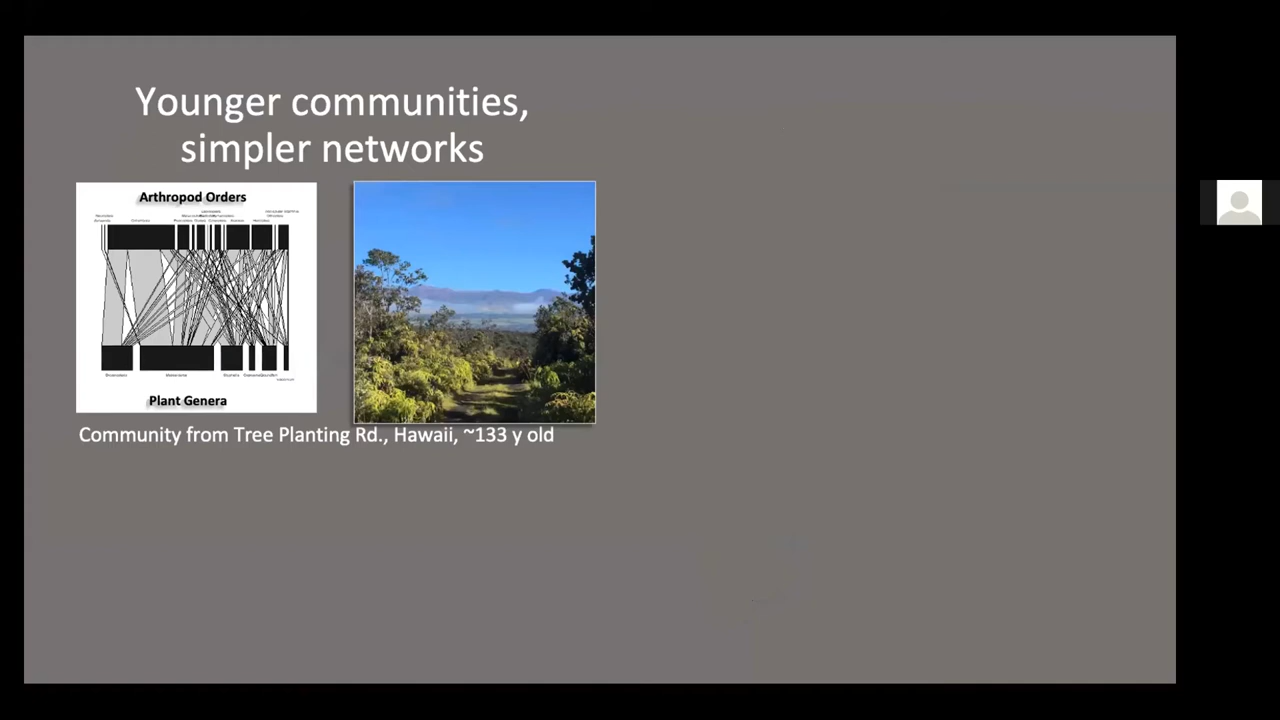 Younger communities,
simpler networks
Arthropod Orders
Plant Genera
Community from Tree Planting Rd., Hawaii, ~133 y old